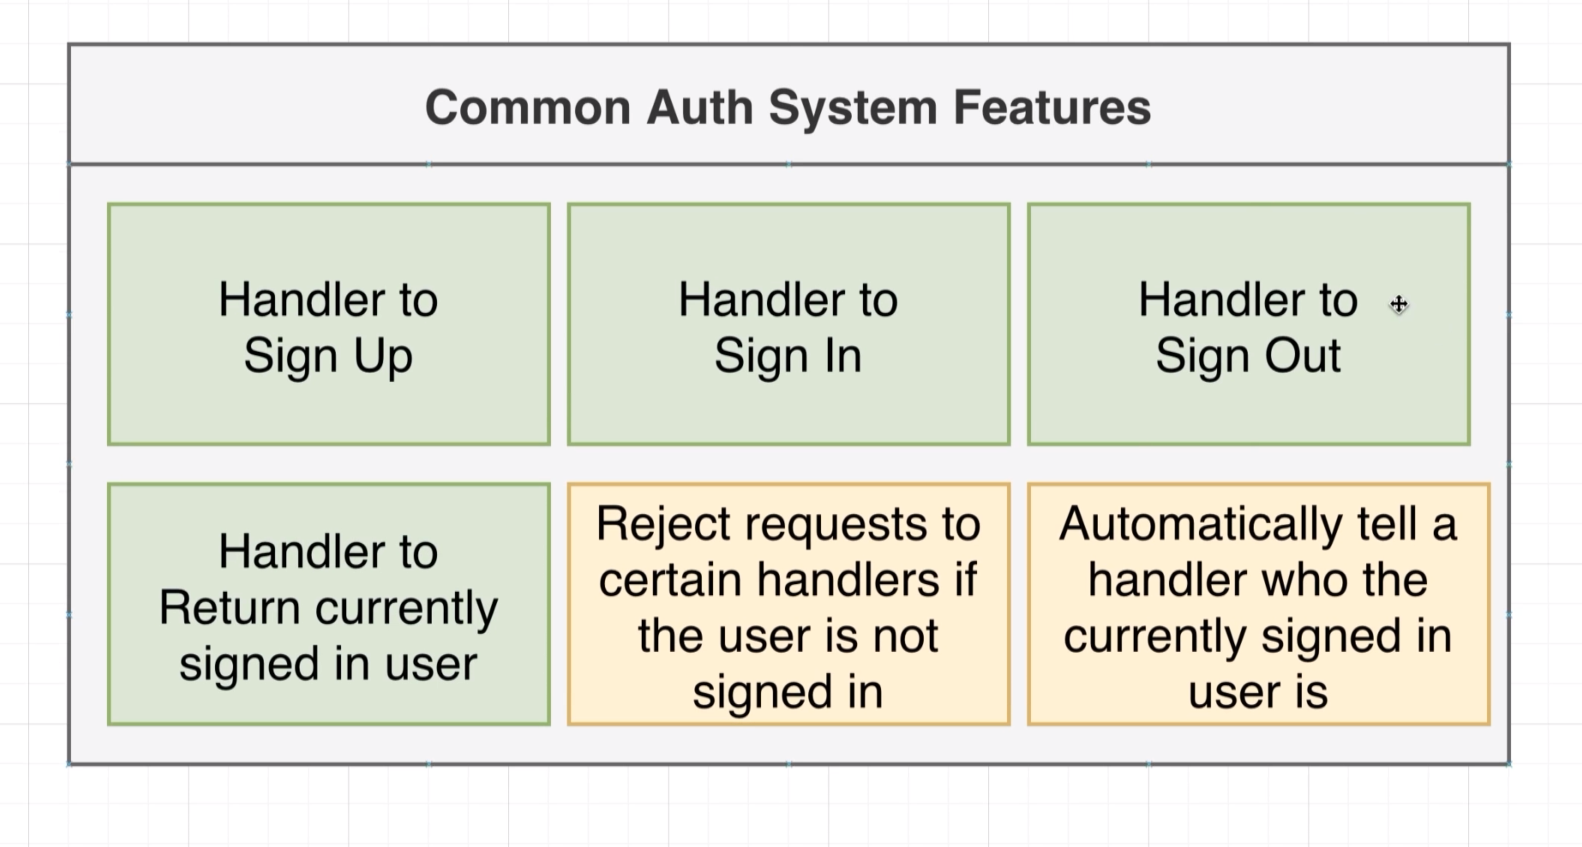 Common Auth System Features
Handler to
Sign Up
Handler to
Sign In
Handler to
Sign Out
Handler to
Return currently
signed in user
Reject requests to
certain handlers if
the user is not
signed in
Automatically tell a
handler who the
currently signed in
user is